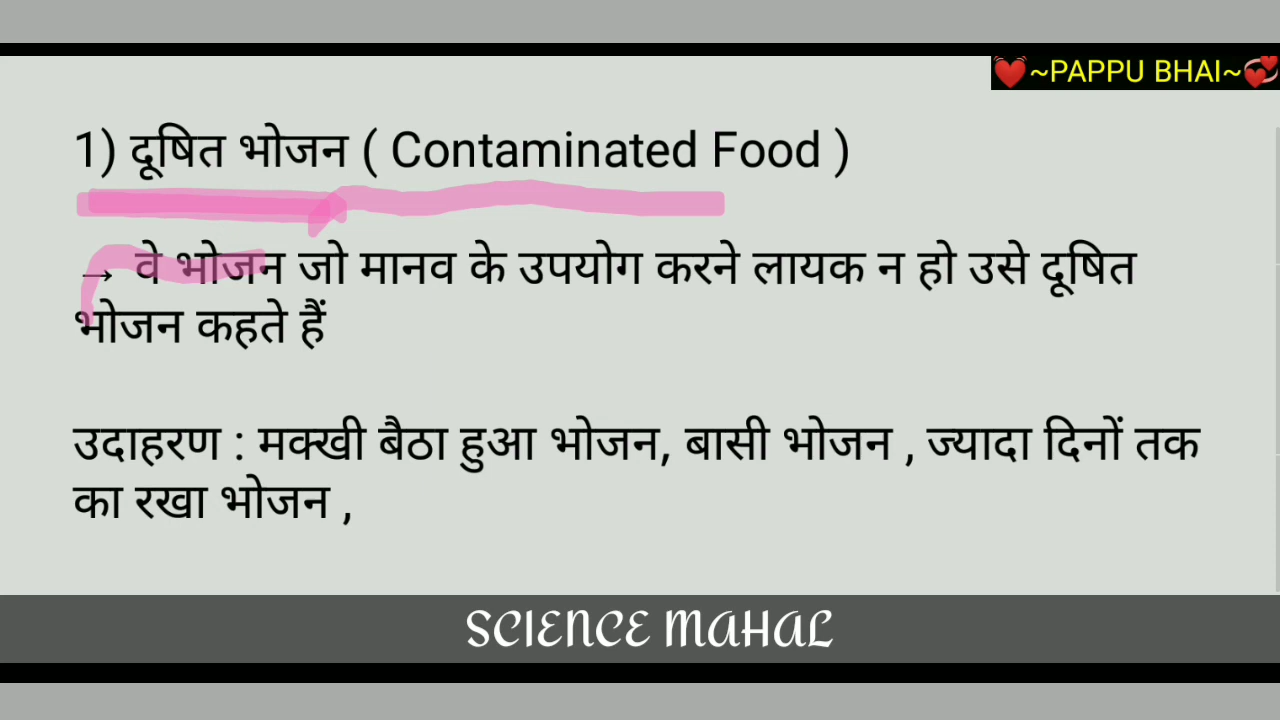 ❤️~PAPPU BHAI~💞
1) दूषित भोजन ( Contaminated Food )
→ वे भोजन जो मानव के उपयोग करने लायक न हो उसे दूषित
भोजन कहते हैं
उदाहरण : मक्खी बैठा हुआ भोजन, बासी भोजन , ज्यादा दिनों तक
का रखा भोजन ,
SCIENCE MAHAL